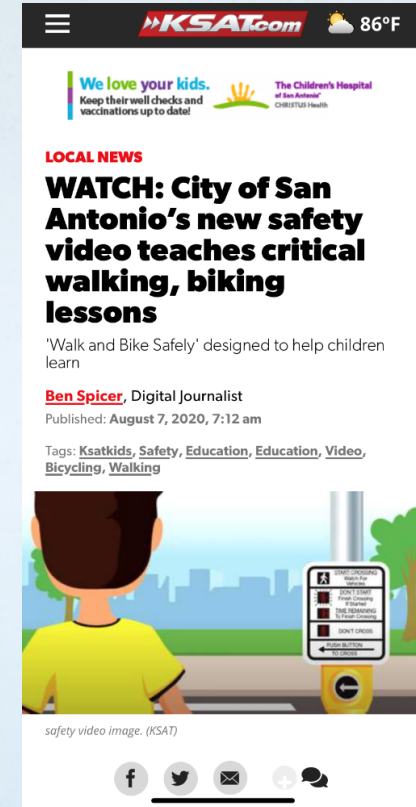 KSAT.com 86°F
We love your kids.
Keep their well checks and
vaccinations up to date!
The Children's Hospital
of San Antonio
CHRISTUS Health
LOCAL NEWS
WATCH: City of San
Antonio's new safety
video teaches critical
walking, biking
lessons
'Walk and Bike Safely' designed to help children
learn
Ben Spicer, Digital Journalist
Published: August 7, 2020, 7:12 am
Tags: Ksatkids, Safety, Education, Education, Video,
Bicycling, Walking
START CROSSING
Watch For
Vehicles
DON'T START
Finish Crossing
If Started
TIME REMAINING
To Finish Crossing
DON'T CROSS
PUSH BUTTON
TO CROSS
safety video image. (KSAT)